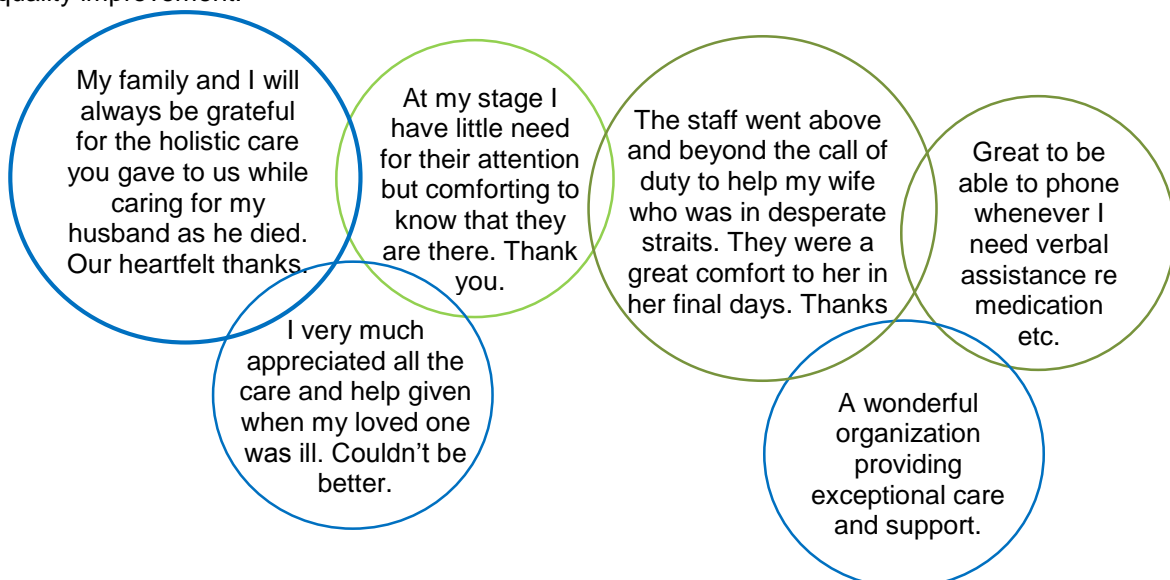 quality improvement.
My family and I will
always be grateful
for the holistic care
you gave to us while
caring for my
husband as he died.
Our heartfelt thanks.
At my stage I
have little need
for their attention
but comforting to
know that they
are there. Thank
you.
The staff went above
and beyond the call of
duty to help my wife
who was in desperate
straits. They were a
great comfort to her in
her final days. Thanks
Great to be
able to phone
whenever I
need verbal
assistance re
medication
etc.
I very much
appreciated all the
care and help given
when my loved one
was ill. Couldn’t be
better.
A wonderful
organization
providing
exceptional care
and support.